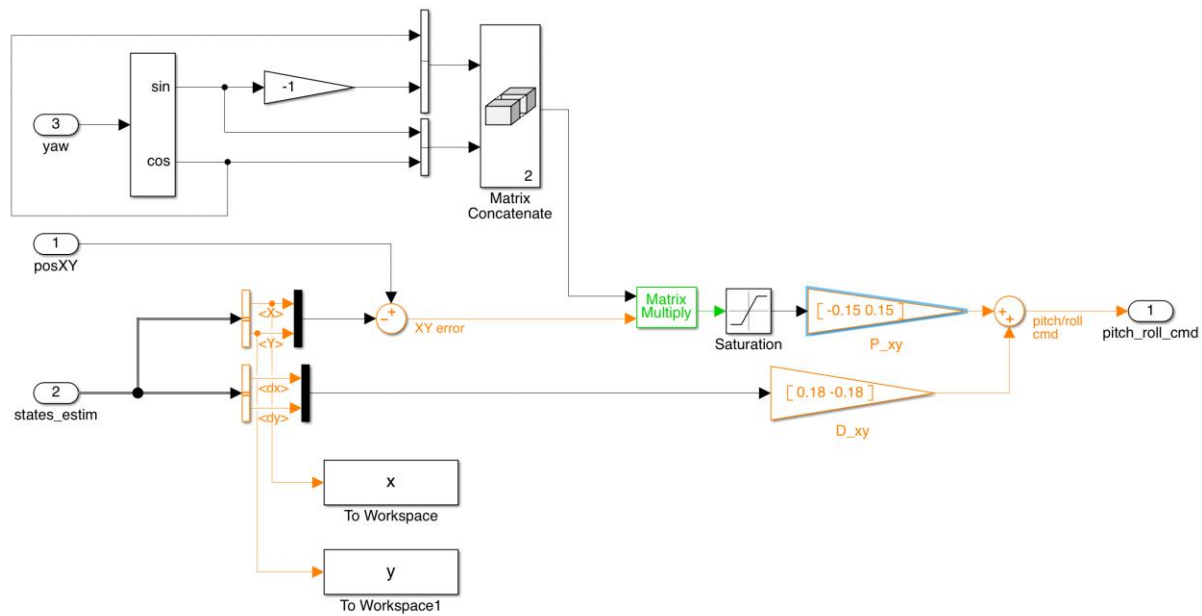 sin
-1
3
yaw
cos
2
Matrix
Concatenate
1
posXY
<X>
<Y>
XY error
Matrix
Multiply
Saturation
[ -0.15 0.15 ]
P_xy
pitch/roll
cmd
1
pitch_roll_cmd
2
states_estim
<dx>
<dy>
[ 0.18 -0.18 ]
D_xy
x
To Workspace
y
To Workspace1